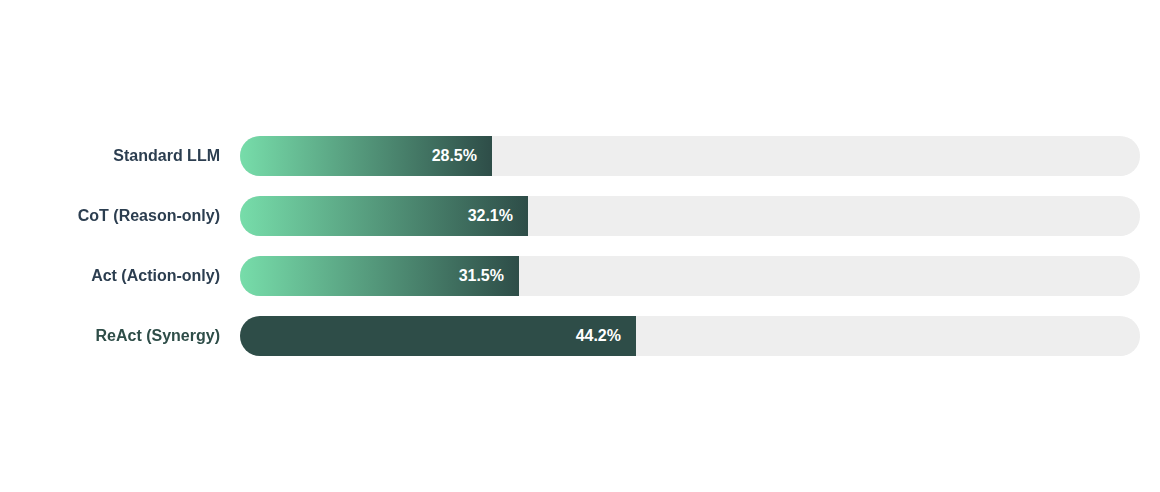 Standard LLM 28.5%
CoT (Reason-only) 32.1%
Act (Action-only) 31.5%
ReAct (Synergy) 44.2%